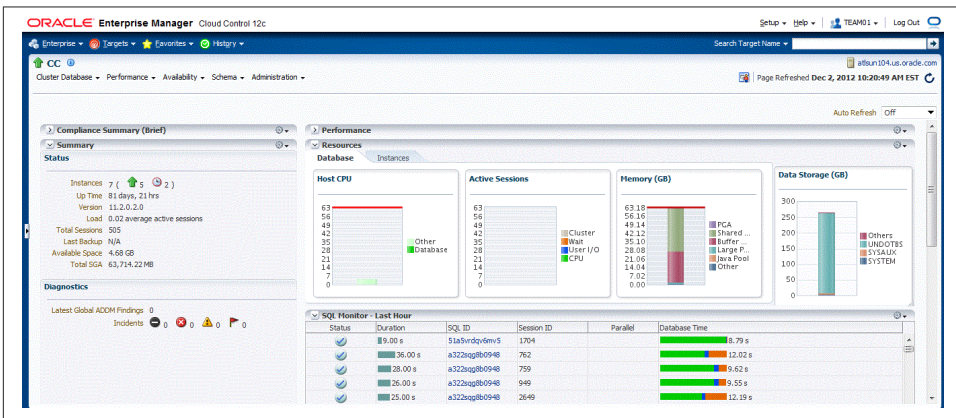 ORACLE Enterprise Manager Cloud Control 12c
Setup Help TEAM01 Log Out
Enterprise Targets Favorites History
Search Target Name
CC
atlsun104.us.oracle.com
Cluster Database Performance Availability Schema Administration
Page Refreshed Dec 2, 2012 10:20:49 AM EST
Auto Refresh Off
Compliance Summary (Brief)
Performance
Summary
Resources
Status
Database Instances
Instances 7 ( 5 2 )
Up Time 81 days, 21 hrs
Version 11.2.0.2.0
Load 0.02 average active sessions
Total Sessions 505
Last Backup N/A
Available Space 4.68 GB
Total SGA 63,714.22 MB
Diagnostics
Latest Global ADDM Findings 0
Incidents 0 0 0 0
Host CPU
63
56
49
42
35
28
21
14
7
0
Other
Database
Active Sessions
63
56
49
42
35
28
21
14
7
0
Cluster
Wait
User I/O
CPU
Memory (GB)
63.18
56.16
49.14
42.12
35.10
28.08
21.06
14.04
7.02
0.00
PGA
Shared ...
Buffer ...
Large P...
Java Pool
Other
Data Storage (GB)
300
250
200
150
100
50
0
Others
UNDOTBS
SYSAUX
SYSTEM
SQL Monitor - Last Hour
Status Duration SQL ID Session ID Parallel Database Time
9.00 s 51a5vrdqv6mv5 1704 8.79 s
36.00 s a322sqg8b0948 762 12.02 s
28.00 s a322sqg8b0948 759 9.62 s
26.00 s a322sqg8b0948 949 9.55 s
25.00 s a322sqg8b0948 2649 12.19 s